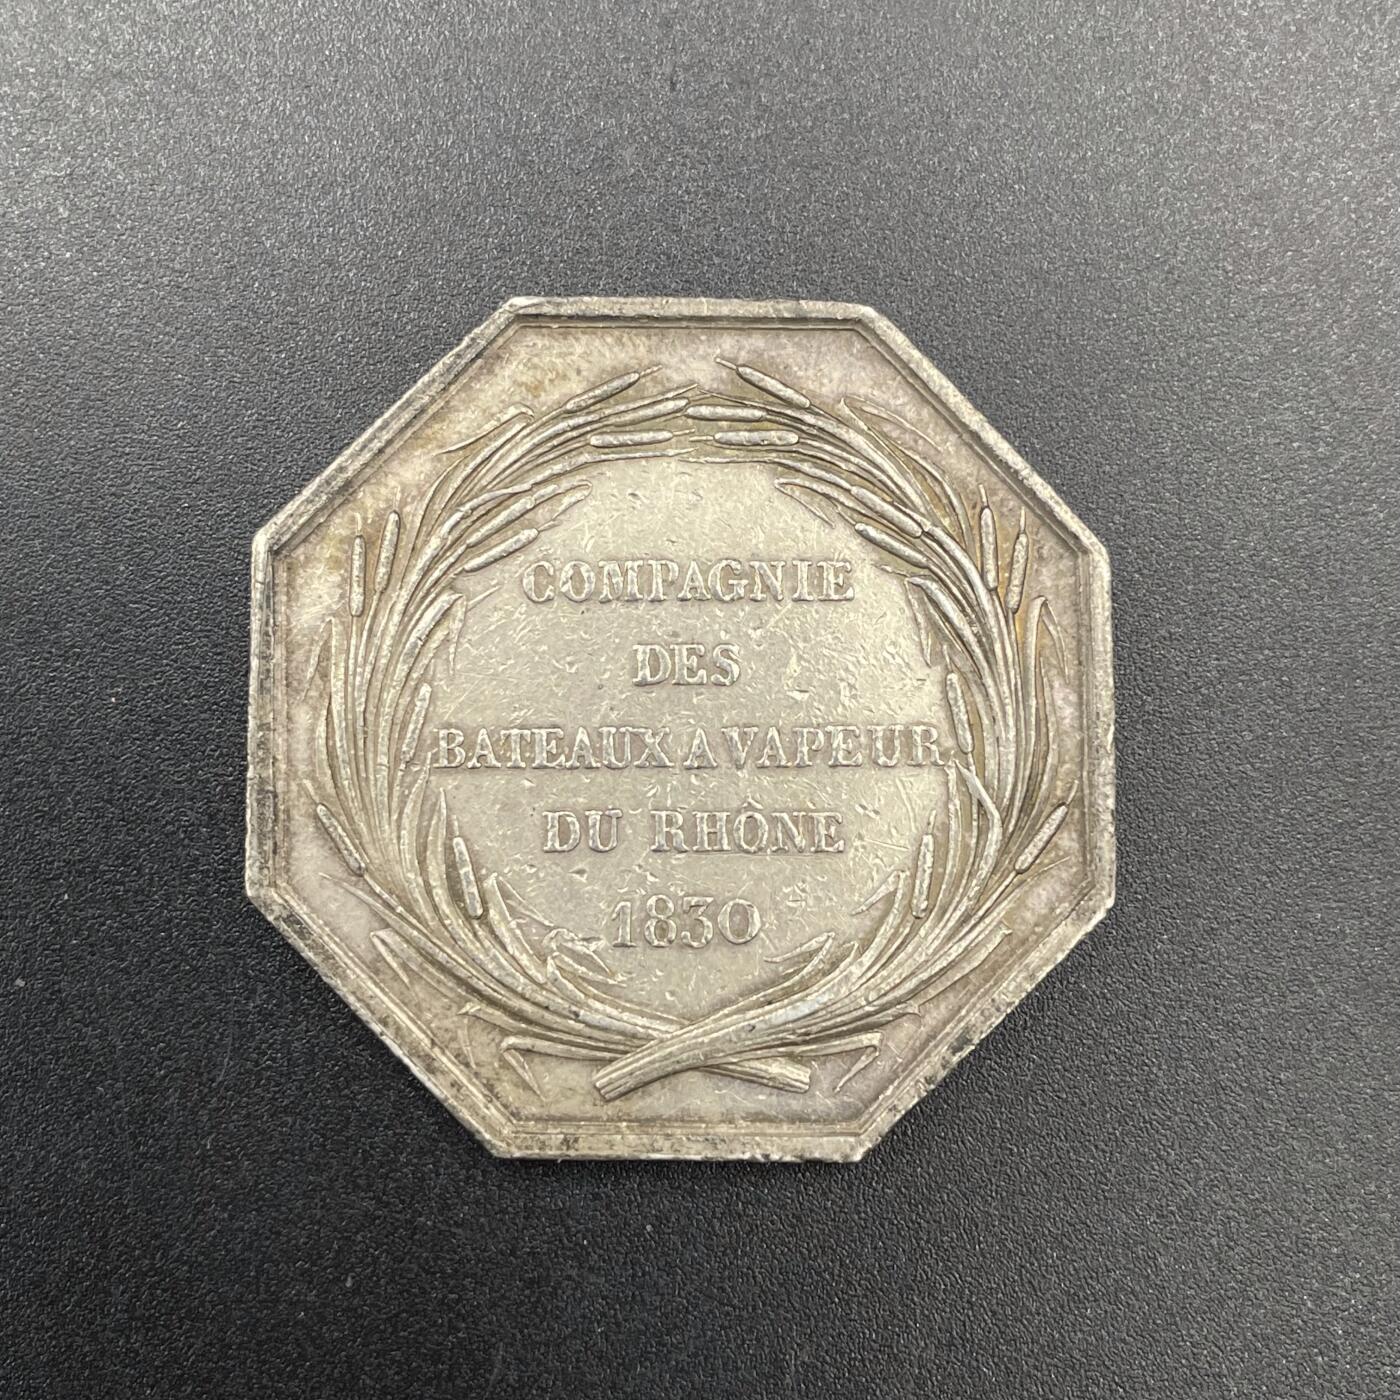 COMPAGNIE
DES
BATEAUX A VAPEUR
DU RHÔNE
1830